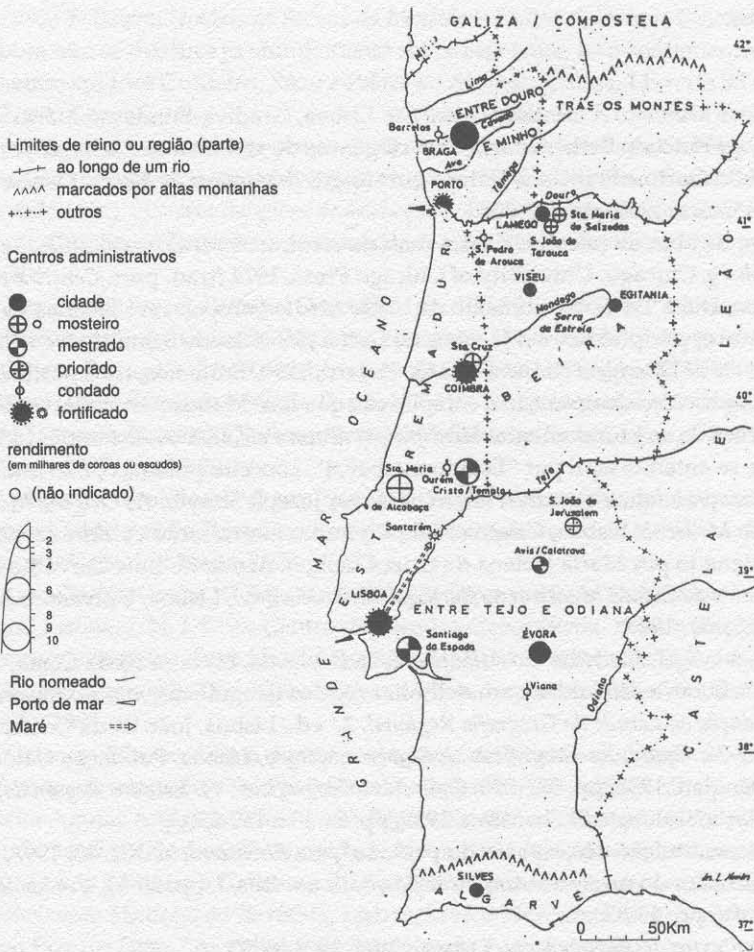 Limites de reino ou região (parte)
ao longo de um rio
marcados por altas montanhas
outros
Centros administrativos
cidade
mosteiro
mestrado
priorado
condado
fortificado
rendimento
(em milhares de coroas ou escudos)
(não indicado)
2
3
4
6
8
9
10
Rio nomeado
Porto de mar
Maré
GALIZA / COMPOSTELA
42°
Lima
ENTRE DOURO
TRÁS OS MONTES
Barcelos
Cávado
BRAGA
E MINHO
Ave
Tâmega
PORTO
Douro
41°
LAMEGO
Sta. Maria
de Salzedas
S. João de
Tarouca
S. Pedro
de Arouca
VISEU
EGITANIA
Mondego
Serra
da Estrela
Sta. Cruz
COIMBRA
ESTREMADURA
BEIRA
LEÃO
40°
Sta. Maria
de Alcobaça
Ourém
Cristo/Templo
Tejo
S. João de
Jerusalem
Santarém
Avis/Calatrava
39°
LISBOA
ENTRE TEJO E ODIANA
Santiago
da Espada
ÉVORA
Viana
Odiana
CASTELA
MAR OCEANO
GRANDE
38°
SILVES
ALGARVE
0 50Km
37°